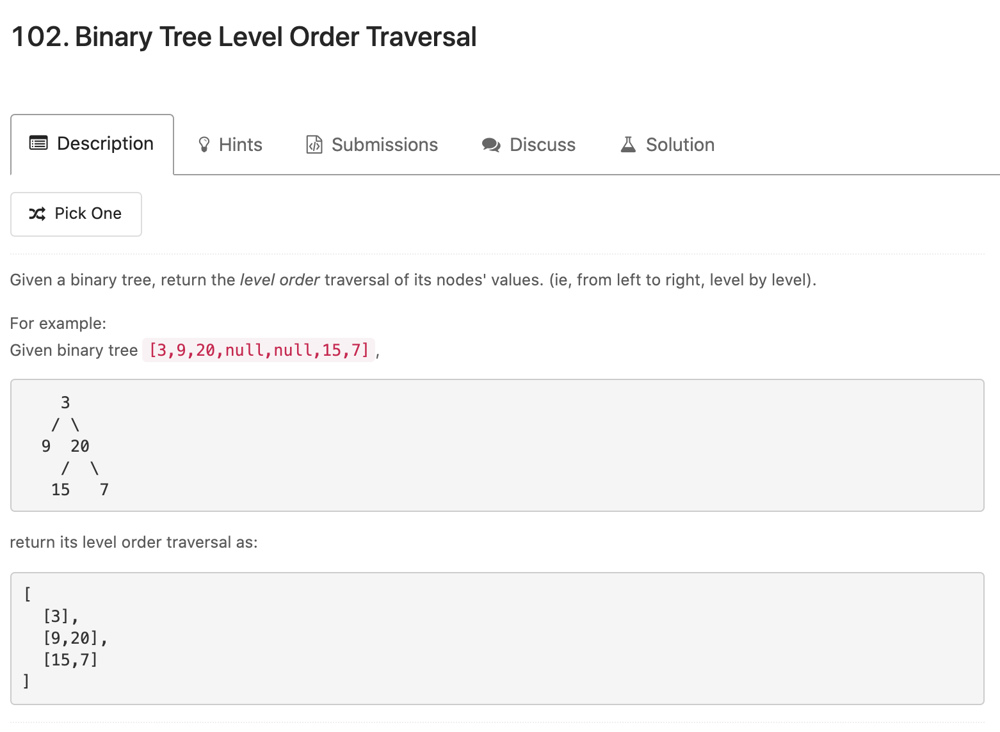 102. Binary Tree Level Order Traversal
Description
Hints
Submissions
Discuss
Solution
Pick One
Given a binary tree, return the level order traversal of its nodes' values. (ie, from left to right, level by level).
For example:
Given binary tree [3,9,20,null,null,15,7],
    3
   / \
  9  20
    /  \
   15   7
return its level order traversal as:
[
  [3],
  [9,20],
  [15,7]
]